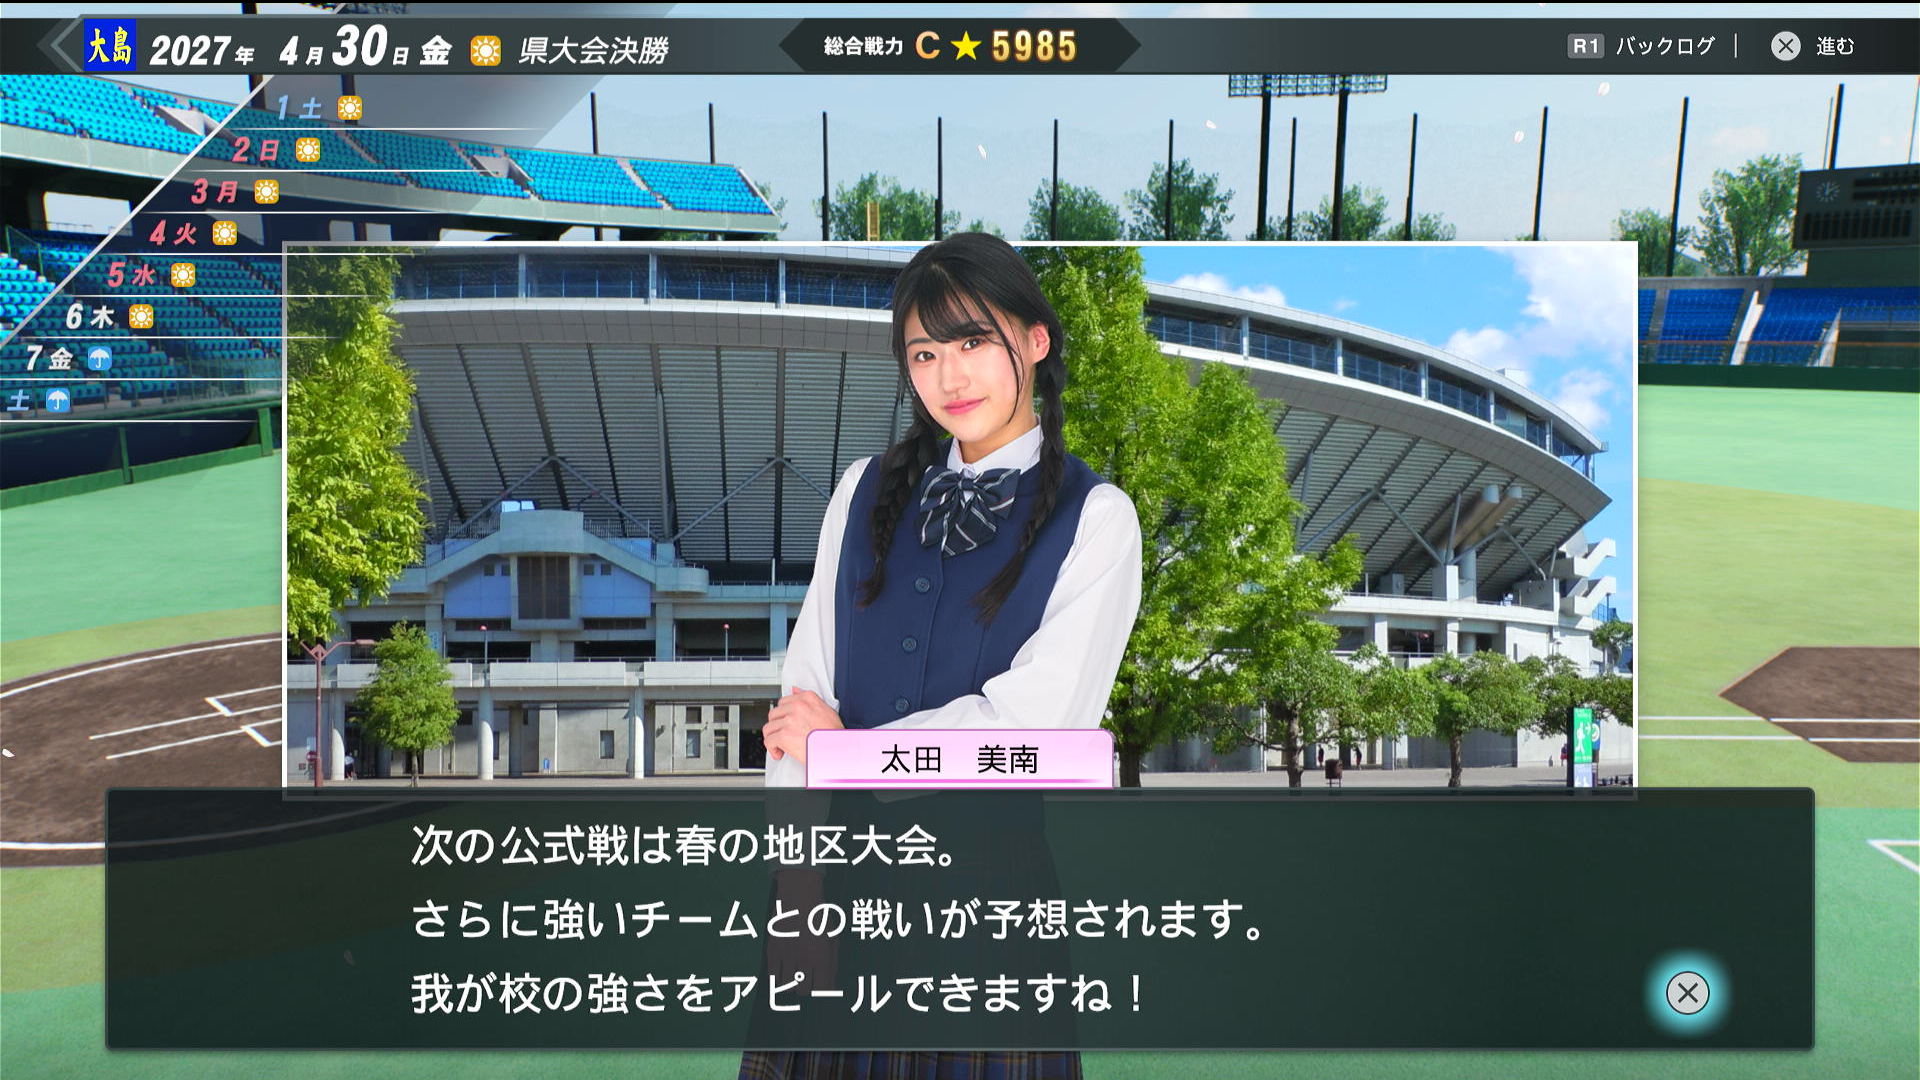 大島 2027年 4月30日 金 県大会決勝
総合戦力 C ★ 5985
R1 バックログ | ⊗ 進む
1 土
2 日
3 月
4 火
5 水
6 木
7 金
土
太田 美南
次の公式戦は春の地区大会。
さらに強いチームとの戦いが予想されます。
我が校の強さをアピールできますね！